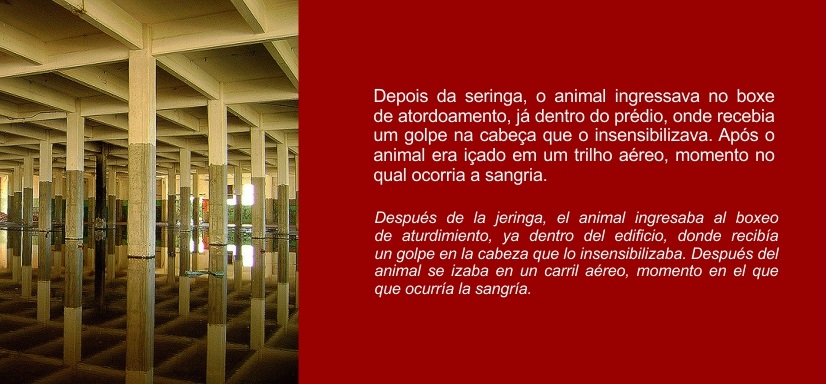 Depois da seringa, o animal ingressava no boxe
de atordoamento, já dentro do prédio, onde recebia
um golpe na cabeça que o insensibilizava. Após o
animal era içado em um trilho aéreo, momento no
qual ocorria a sangria.
Después de la jeringa, el animal ingresaba al boxeo
de aturdimiento, ya dentro del edificio, donde recibía
un golpe en la cabeza que lo insensibilizaba. Después del
animal se izaba en un carril aéreo, momento en el que
que ocurría la sangría.